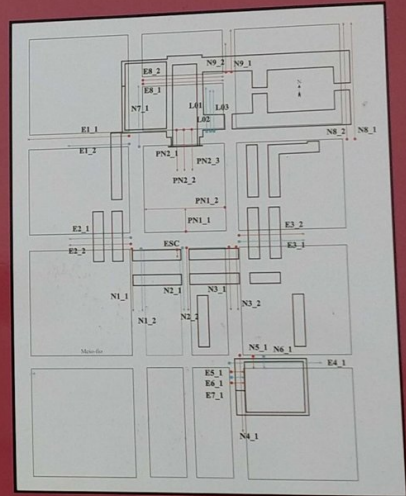 N9_2 N9_1
E8_2
E8_1
N7_1
L01
L03
L02
E1_1
N8_2 N8_1
E1_2
PN2_1
PN2_3
PN2_2
PN1_2
PN1_1
E2_1
E3_2
E2_2
ESC
E3_1
N1_1
N2_1
N3_1
N1_2
N2_2
N3_2
N5_1
N6_1
E4_1
E5_1
E6_1
E7_1
N4_1